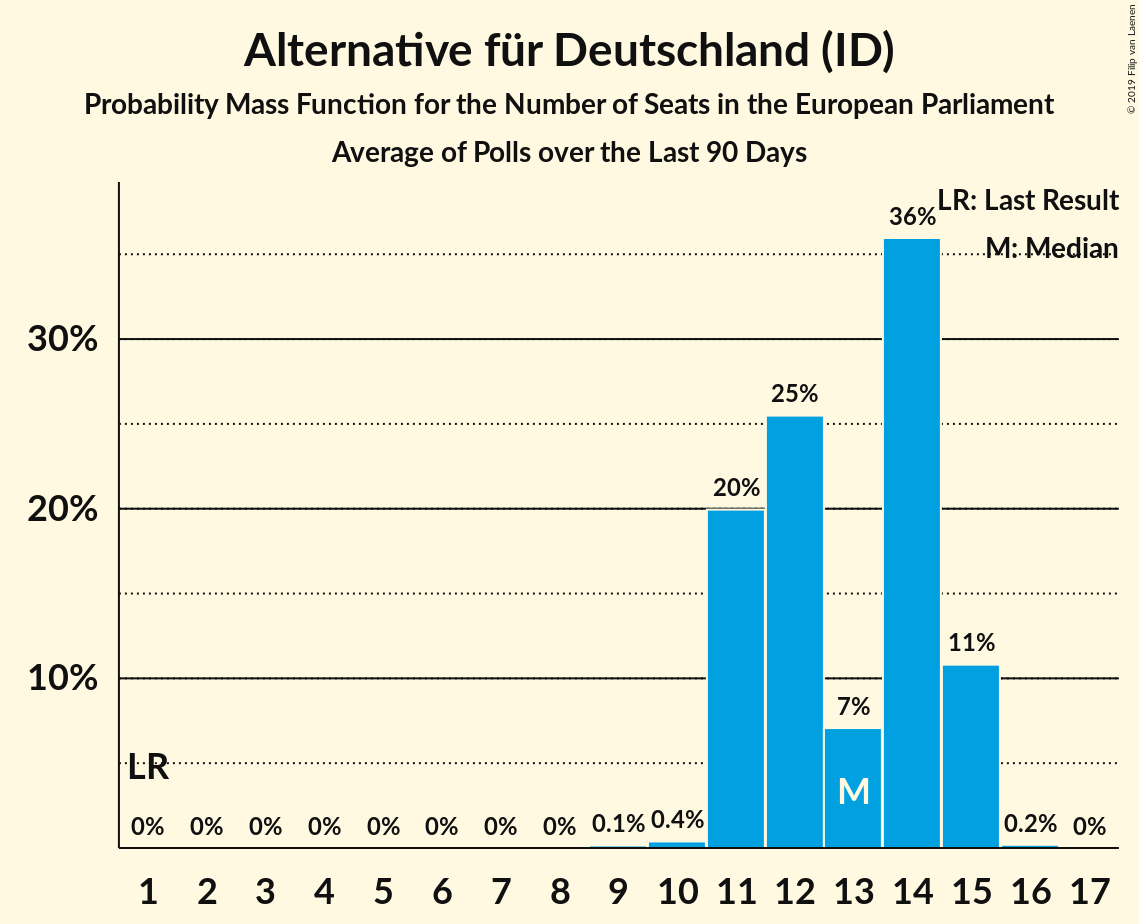 Alternative für Deutschland (ID)
Probability Mass Function for the Number of Seats in the European Parliament
Average of Polls over the Last 90 Days
© 2019 Filip van Laenen
LR: Last Result
M: Median
36%
30%
25%
20%
20%
11%
10%
7%
LR
M
0% 0% 0% 0% 0% 0% 0% 0% 0.1% 0.4% 0.2% 0%
1 2 3 4 5 6 7 8 9 10 11 12 13 14 15 16 17